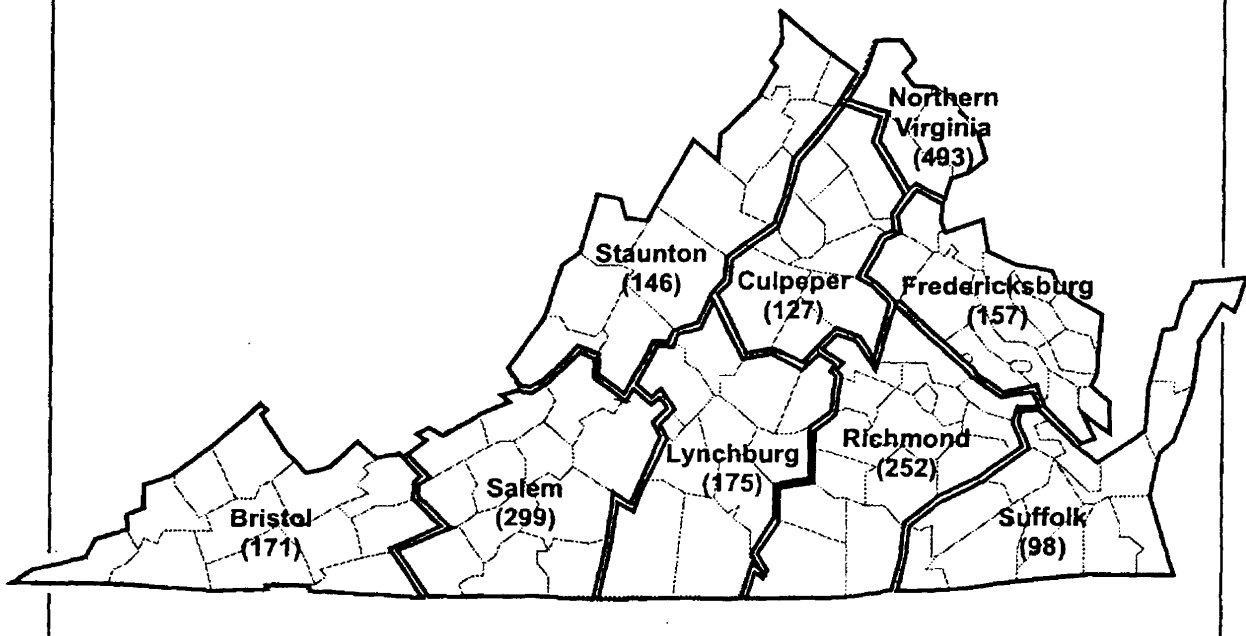 Northern
Virginia
(493)
Staunton
(146)
Culpeper
(127)
Fredericksburg
(157)
Richmond
(252)
Lynchburg
(175)
Salem
(299)
Bristol
(171)
Suffolk
(98)